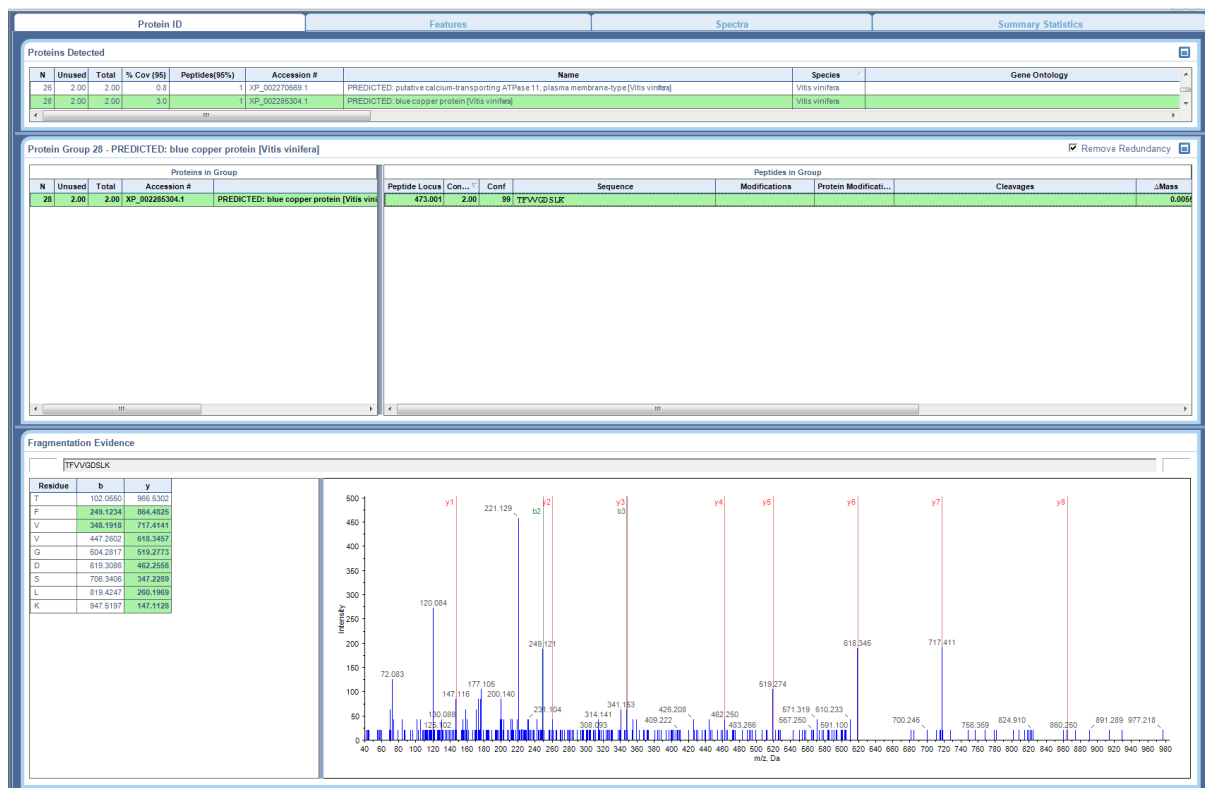 Protein ID Features Spectra Summary Statistics
Proteins Detected
N Unused Total % Cov (95) Peptides(95%) Accession # Name Species Gene Ontology
26 2.00 2.00 0.8 1 XP_002270669.1 PREDICTED: putative calcium-transporting ATPase 11, plasma membrane-type [Vitis vinifera] Vitis vinifera
28 2.00 2.00 3.0 1 XP_002285304.1 PREDICTED: blue copper protein [Vitis vinifera] Vitis vinifera
Protein Group 28 - PREDICTED: blue copper protein [Vitis vinifera] Remove Redundancy
Proteins in Group
N Unused Total Accession #
28 2.00 2.00 XP_002285304.1 PREDICTED: blue copper protein [Vitis vini
Peptides in Group
Peptide Locus Con... Conf Sequence Modifications Protein Modificati... Cleavages ΔMass
473.001 2.00 99 TFVVGDSLK 0.0055
Fragmentation Evidence
TFVVGDSLK
Residue b y
T 102.0550 965.5302
F 249.1234 864.4825
V 348.1918 717.4141
V 447.2602 618.3457
G 504.2817 519.2773
D 619.3086 462.2558
S 706.3406 347.2289
L 819.4247 260.1969
K 947.5197 147.1128
y1 y2 y3 y4 y5 y6 y7 y8
b2 b3
221.129
120.084
249.121 618.345 717.411
72.083
177.105 519.274
147.116 200.140 341.153
130.088 231.104 314.141 426.208 462.250 571.319 610.233
125.102 308.093 409.222 483.266 567.250 591.100 700.245 756.369 824.910 860.250 891.289 977.218
Intensity
500
450
400
350
300
250
200
150
100
50
0
40 60 80 100 120 140 160 180 200 220 240 260 280 300 320 340 360 380 400 420 440 460 480 500 520 540 560 580 600 620 640 660 680 700 720 740 760 780 800 820 840 860 880 900 920 940 960 980
m/z, Da